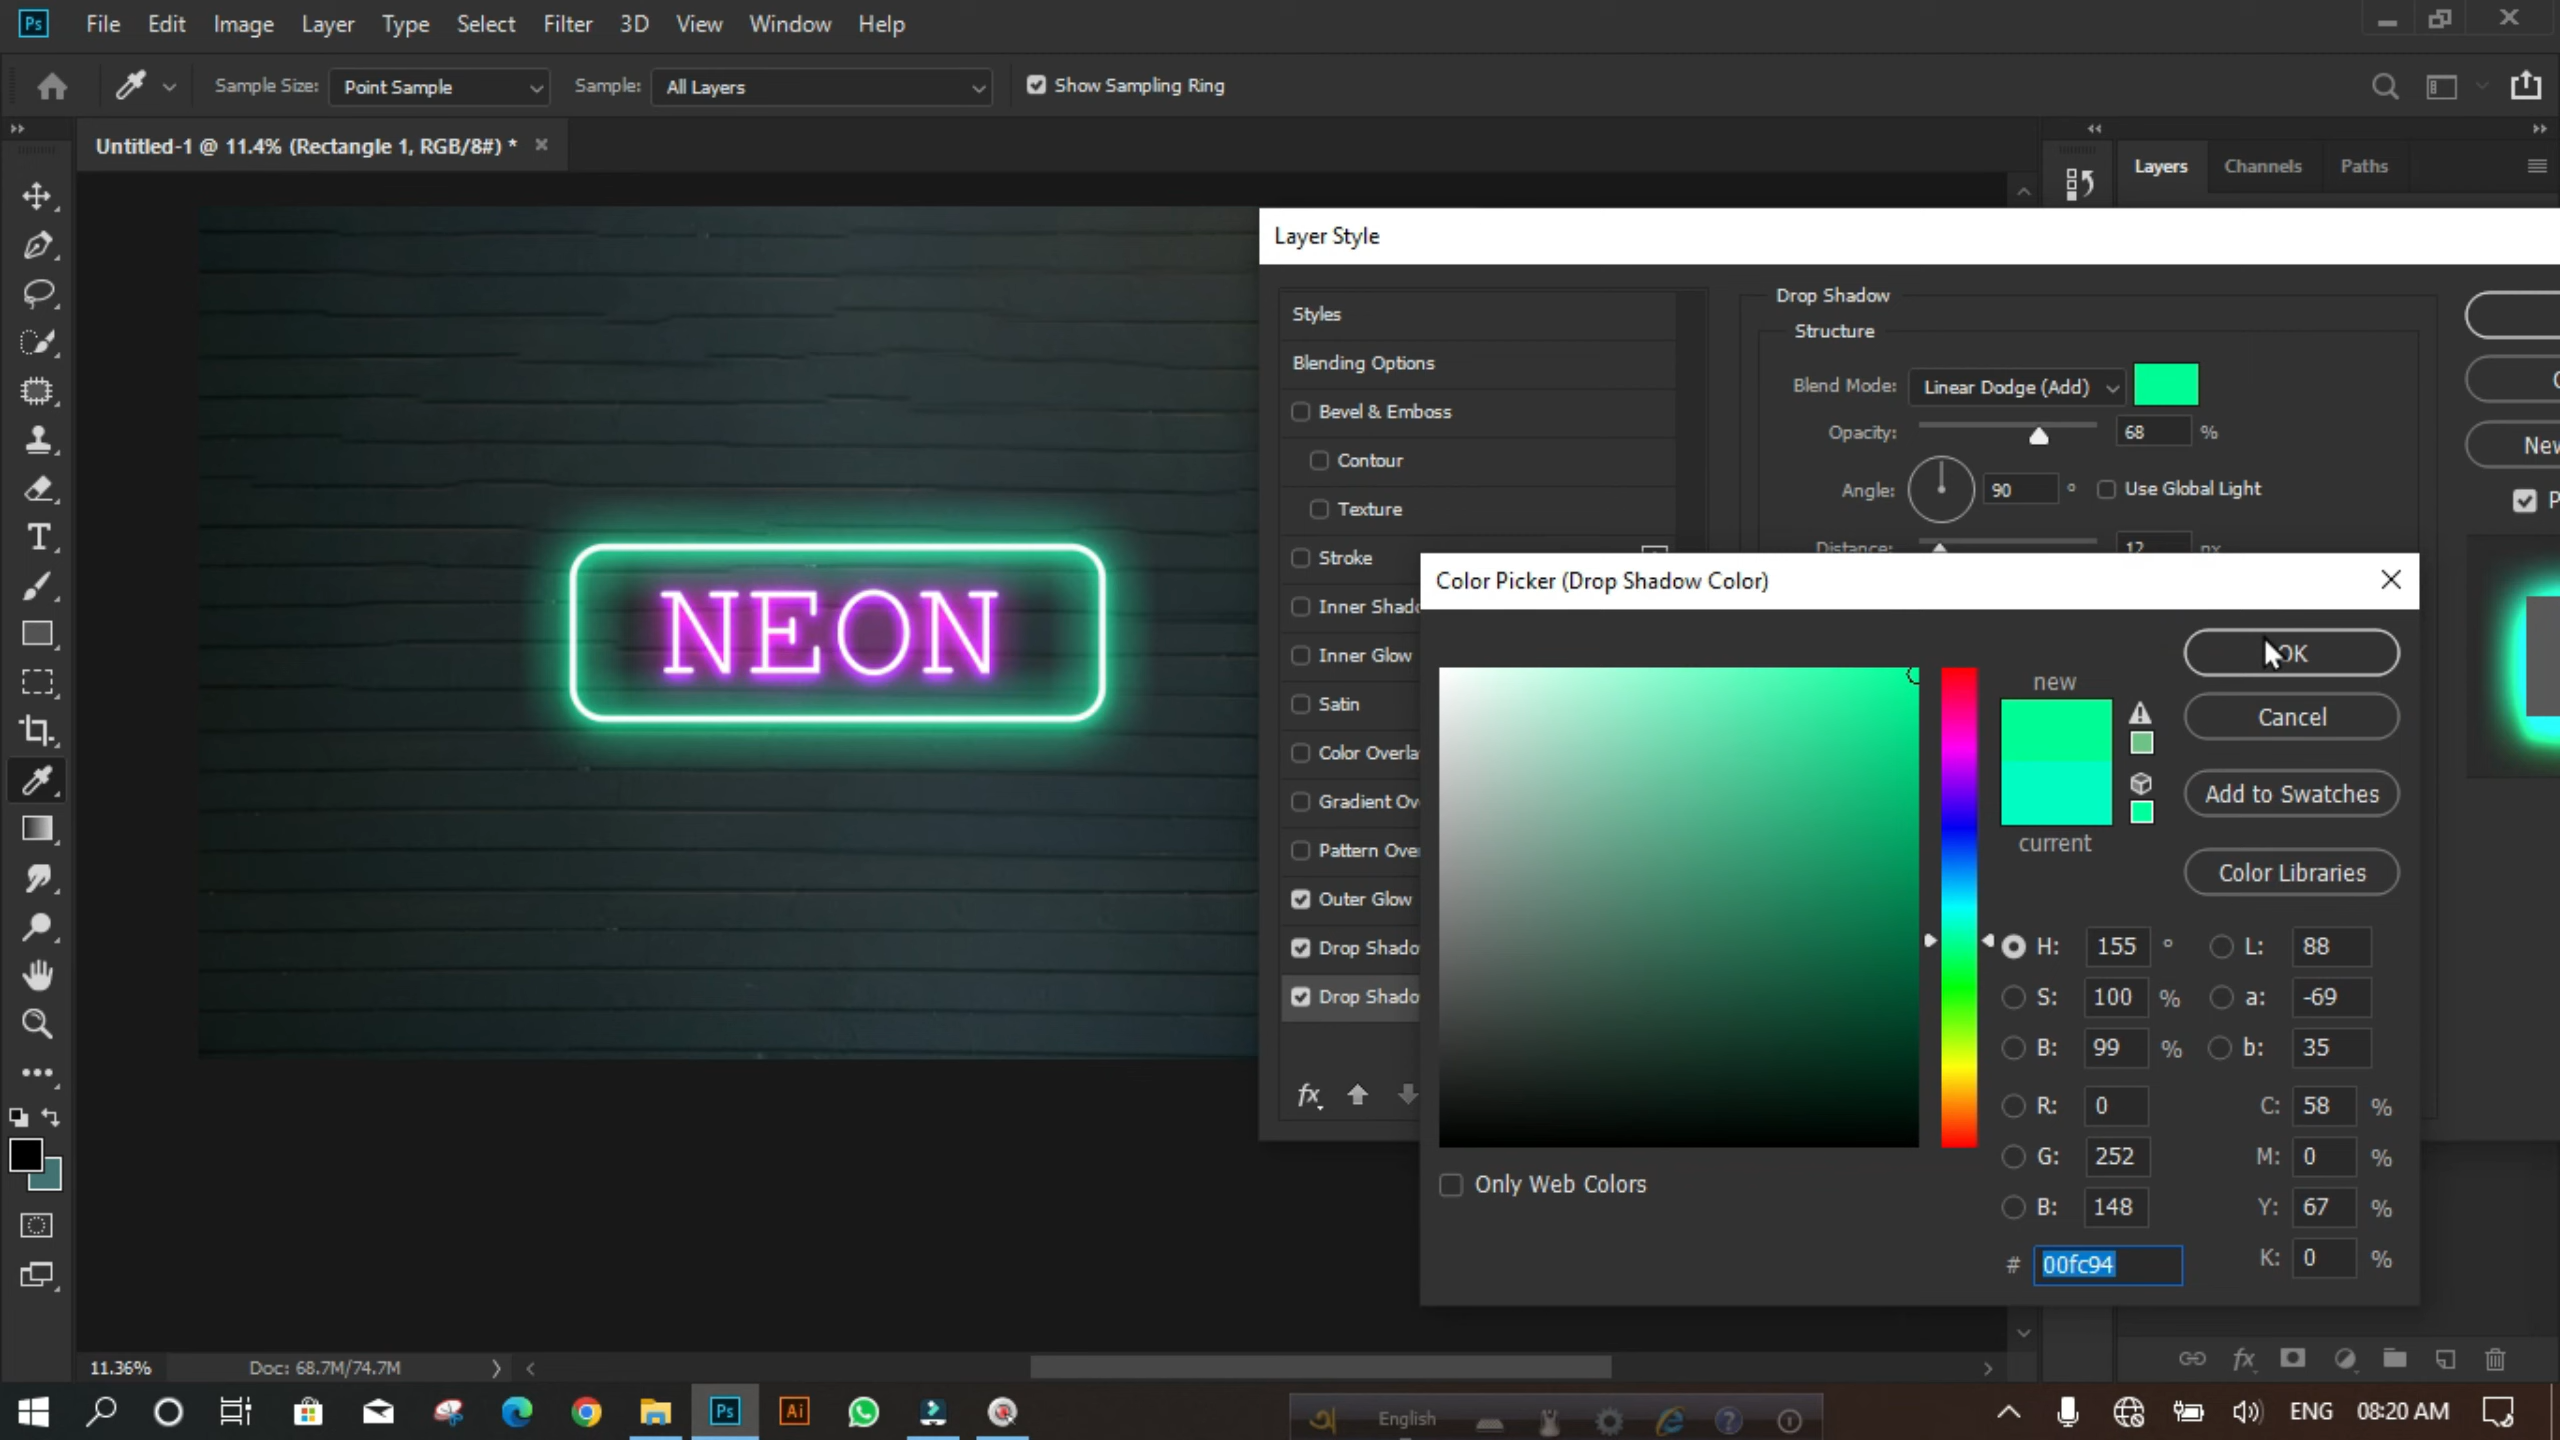 Ps File Edit Image Layer Type Select Filter 3D View Window Help
Sample Size: Point Sample Sample: All Layers Show Sampling Ring
Untitled-1 @ 11.4% (Rectangle 1, RGB/8#) *
Layers Channels Paths
Layer Style
Styles
Blending Options
Bevel & Emboss
Contour
Texture
Stroke
Inner Shado
Inner Glow
Satin
Color Overla
Gradient Ov
Pattern Ove
Outer Glow
Drop Shado
Drop Shado
fx
Drop Shadow
Structure
Blend Mode: Linear Dodge (Add)
Opacity: 68 %
Angle: 90 ° Use Global Light
Distance: 12 px
New
NEON
Color Picker (Drop Shadow Color)
OK
Cancel
Add to Swatches
Color Libraries
new
current
H: 155 ° L: 88
S: 100 % a: -69
B: 99 % b: 35
R: 0 C: 58 %
G: 252 M: 0 %
B: 148 Y: 67 %
# 00fc94 K: 0 %
Only Web Colors
T
11.36% Doc: 68.7M/74.7M
fx
Ps Ai English ENG 08:20 AM